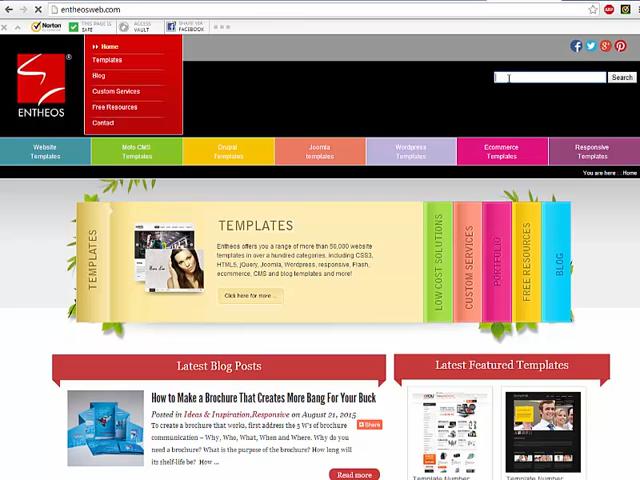 entheosweb.com
Norton
THIS PAGE IS
SAFE
ACCESS
VAULT
SHARE VIA
FACEBOOK
ENTHEOS
Home
Templates
Blog
Custom Services
Free Resources
Contact
Search
Website
Templates
Moto CMS
Templates
Drupal
Templates
Joomla
templates
Wordpress
Templates
Ecommerce
Templates
Responsive
Templates
You are here : : Home
TEMPLATES
TEMPLATES
Entheos offers you a range of more than 50,000 website
templates in over a hundred categories, including CSS3,
HTML5, jQuery, Joomla, Wordpress, responsive, Flash,
ecommerce, CMS and blog templates and more!
Click here for more ...
LOW COST SOLUTIONS
CUSTOM SERVICES
PORTFOLIO
FREE RESOURCES
BLOG
Latest Blog Posts
How to Make a Brochure That Creates More Bang For Your Buck
Posted in Ideas & Inspiration,Responsive on August 21, 2015
Share
To create a brochure that works, first address the 5 W's of brochure
communication – Why, Who, What, When and Where. Why do you
need a brochure? What is the purpose of the brochure? How long will
its shelf-life be? How ...
Read more
Latest Featured Templates